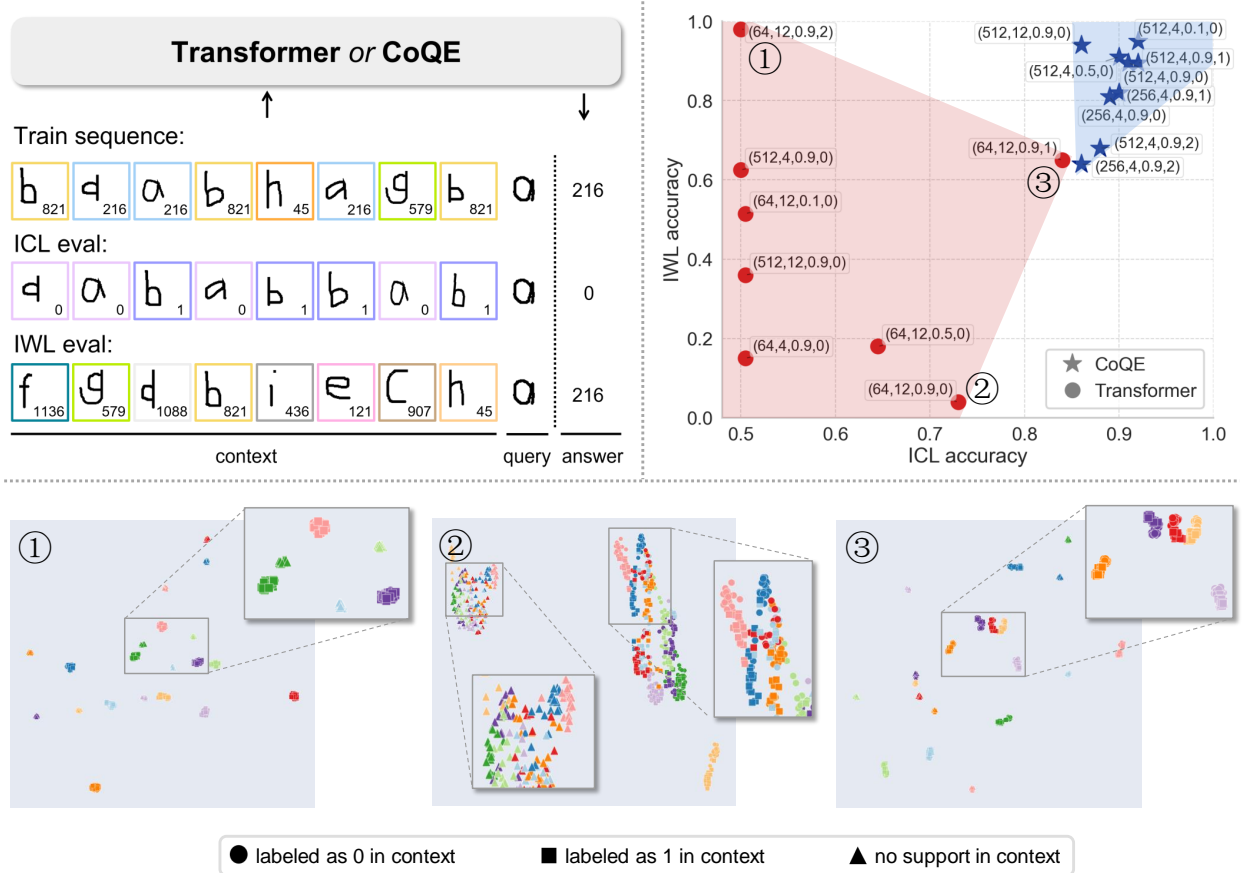 Transformer or CoQE
Train sequence:
b 821 d 216 a 216 b 821 h 45 a 216 g 579 b 821 a 216
ICL eval:
d 0 a 0 b 1 a 0 b 1 b 1 a 0 b 1 a 0
IWL eval:
f 1136 g 579 d 1088 b 821 i 436 e 121 C 907 h 45 a 216
context query answer
IWL accuracy
1.0
0.8
0.6
0.4
0.2
0.0
0.5 0.6 0.7 0.8 0.9 1.0
ICL accuracy
(64,12,0.9,2)
①
(512,12,0.9,0)
(512,4,0.1,0)
(512,4,0.9,1)
(512,4,0.5,0)
(512,4,0.9,0)
(256,4,0.9,1)
(256,4,0.9,0)
(64,12,0.9,1)
(512,4,0.9,2)
(256,4,0.9,2)
③
(512,4,0.9,0)
(64,12,0.1,0)
(512,12,0.9,0)
(64,4,0.9,0)
(64,12,0.5,0)
(64,12,0.9,0)
②
CoQE
Transformer
①
②
③
labeled as 0 in context
labeled as 1 in context
no support in context